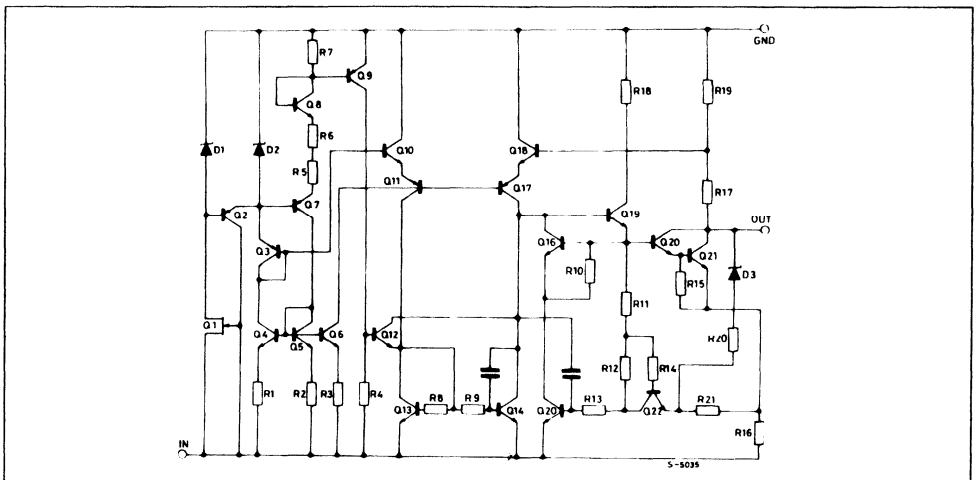 GND
R7
Q9
R18
R19
Q8
R6
D1
D2
Q10
Q18
R5
Q11
Q17
R17
Q7
Q2
Q19
OUT
Q3
Q16
Q20
Q21
R10
R15
D3
R11
Q1
Q4
Q5
Q6
Q12
R12
R14
R20
R1
R2
R3
R4
Q13
R8
R9
Q14
Q20
R13
Q22
R21
R16
IN
S-5035